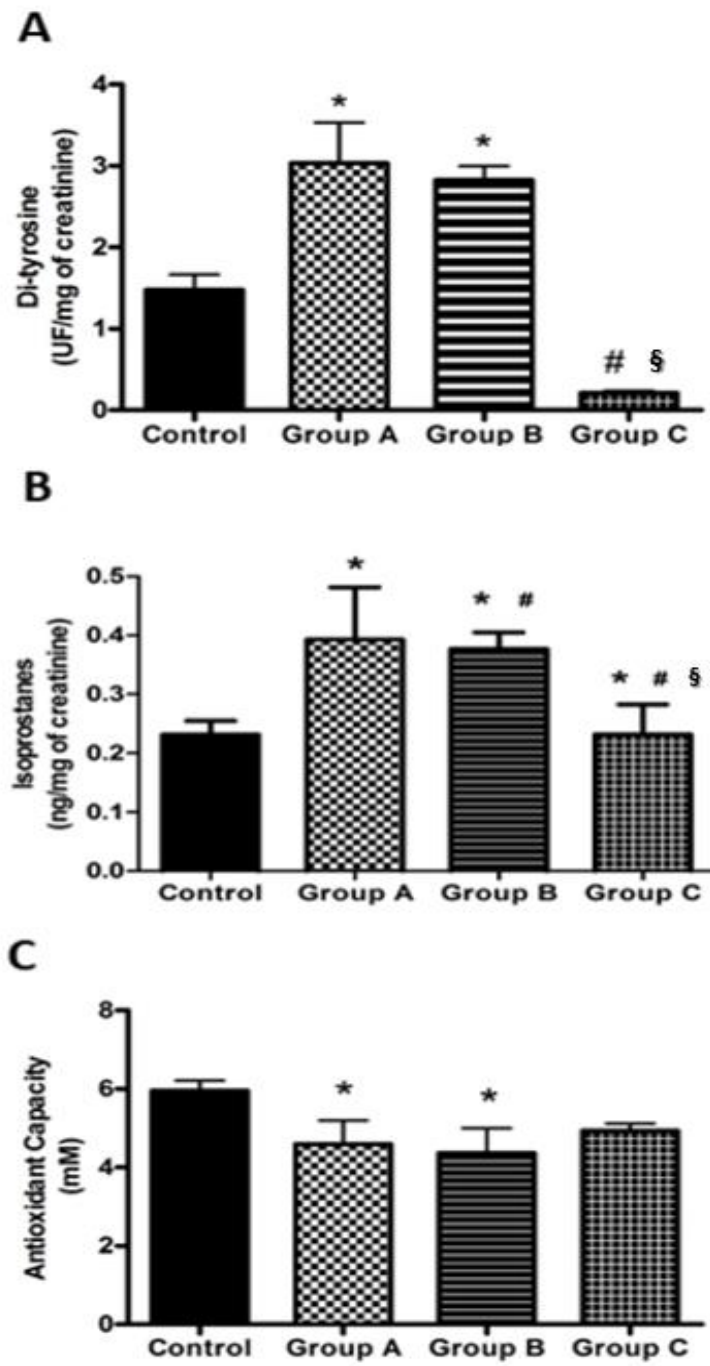 A
Di-tyrosine
(UF/mg of creatinine)
4
3
2
1
0
*
*
# §
Control Group A Group B Group C
B
Isoprostanes
(ng/mg of creatinine)
0.5
0.4
0.3
0.2
0.1
0.0
*
* #
* # §
Control Group A Group B Group C
C
Antioxidant Capacity
(mM)
8
6
4
2
0
*
*
Control Group A Group B Group C